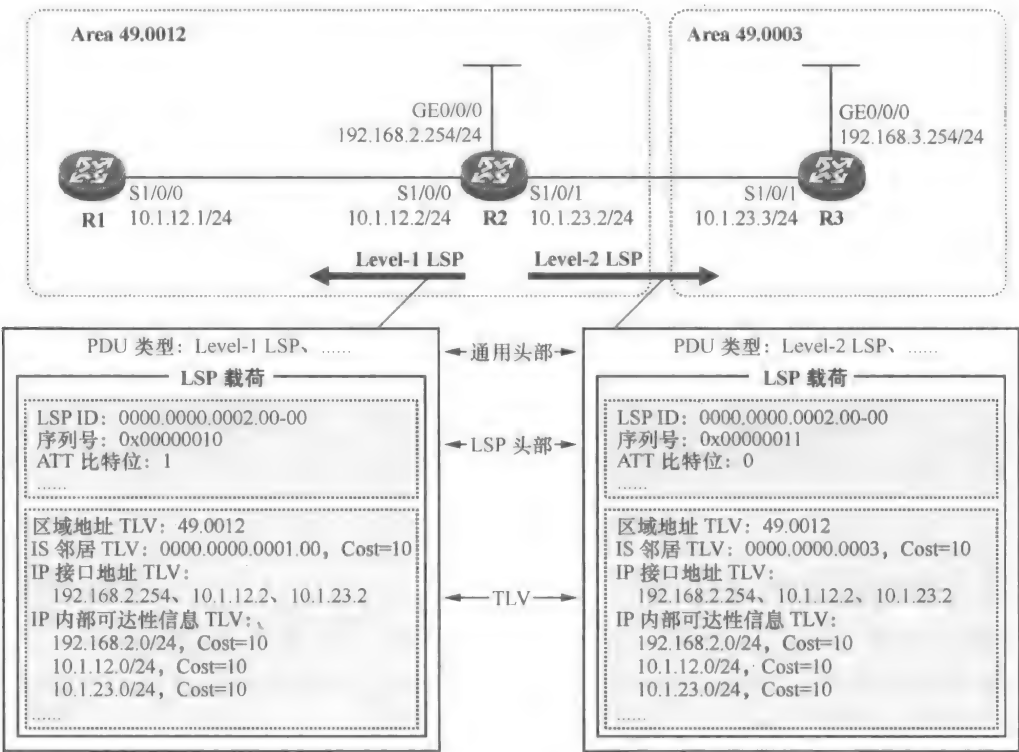 Area 49.0012
Area 49.0003
GE0/0/0
192.168.2.254/24
GE0/0/0
192.168.3.254/24
S1/0/0
10.1.12.1/24
R1
S1/0/0
10.1.12.2/24
R2
S1/0/1
10.1.23.2/24
S1/0/1
10.1.23.3/24
R3
Level-1 LSP
Level-2 LSP
PDU 类型：Level-1 LSP、……
LSP 载荷
LSP ID：0000.0000.0002.00-00
序列号：0x00000010
ATT 比特位：1
……
区域地址 TLV：49.0012
IS 邻居 TLV：0000.0000.0001.00，Cost=10
IP 接口地址 TLV：
192.168.2.254、10.1.12.2、10.1.23.2
IP 内部可达性信息 TLV：、
192.168.2.0/24，Cost=10
10.1.12.0/24，Cost=10
10.1.23.0/24，Cost=10
……
通用头部
LSP 头部
TLV
PDU 类型：Level-2 LSP、……
LSP 载荷
LSP ID：0000.0000.0002.00-00
序列号：0x00000011
ATT 比特位：0
……
区域地址 TLV：49.0012
IS 邻居 TLV：0000.0000.0003，Cost=10
IP 接口地址 TLV：
192.168.2.254、10.1.12.2、10.1.23.2
IP 内部可达性信息 TLV：
192.168.2.0/24，Cost=10
10.1.12.0/24，Cost=10
10.1.23.0/24，Cost=10
……